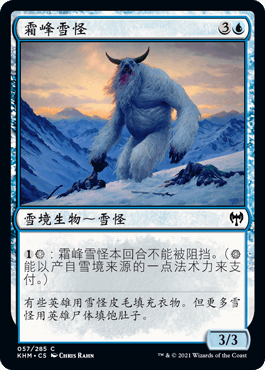 霜峰雪怪 3
雪境生物～雪怪
1：霜峰雪怪本回合不能被阻挡。（
能以产自雪境来源的一点法术力来支
付。）
有些英雄用雪怪皮毛填充衣物。但更多雪
怪用英雄尸体填饱肚子。
3/3
057/285 C
KHM • CS CHRIS RAHN
™ & © 2021 Wizards of the Coast